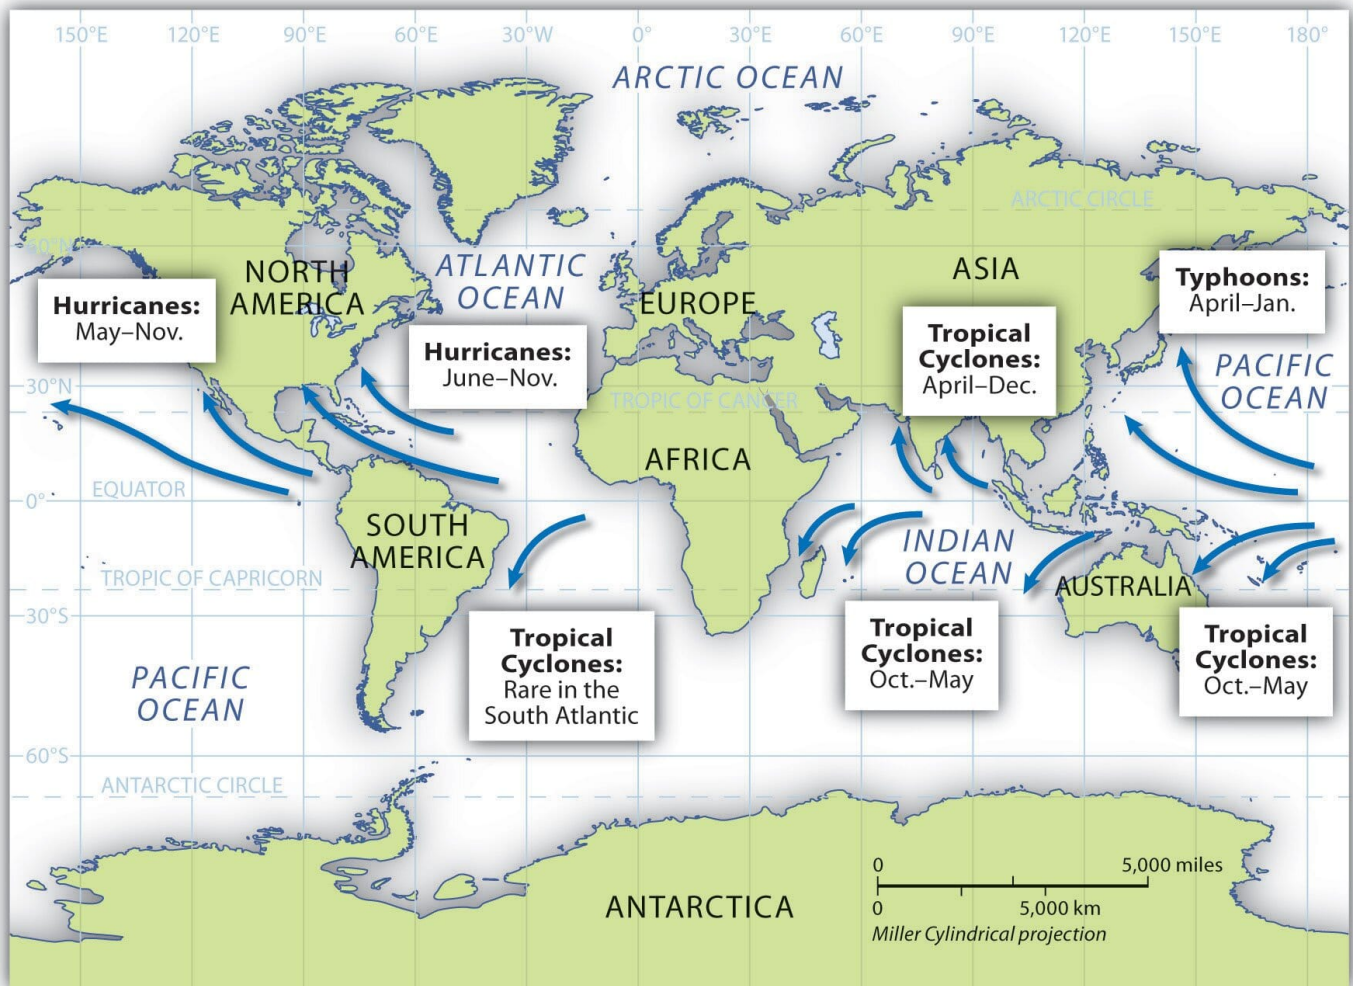 150°E
120°E
90°E
60°E
30°W
0°
30°E
60°E
90°E
120°E
150°E
180°
ARCTIC OCEAN
ARCTIC CIRCLE
60°N
NORTH
AMERICA
ATLANTIC
OCEAN
EUROPE
ASIA
Hurricanes:
May–Nov.
Hurricanes:
June–Nov.
Tropical
Cyclones:
April–Dec.
Typhoons:
April–Jan.
PACIFIC
OCEAN
30°N
TROPIC OF CANCER
AFRICA
EQUATOR
0°
SOUTH
AMERICA
INDIAN
OCEAN
TROPIC OF CAPRICORN
AUSTRALIA
30°S
Tropical
Cyclones:
Rare in the
South Atlantic
Tropical
Cyclones:
Oct.–May
Tropical
Cyclones:
Oct.–May
PACIFIC
OCEAN
60°S
ANTARCTIC CIRCLE
ANTARCTICA
0
5,000 miles
0
5,000 km
Miller Cylindrical projection